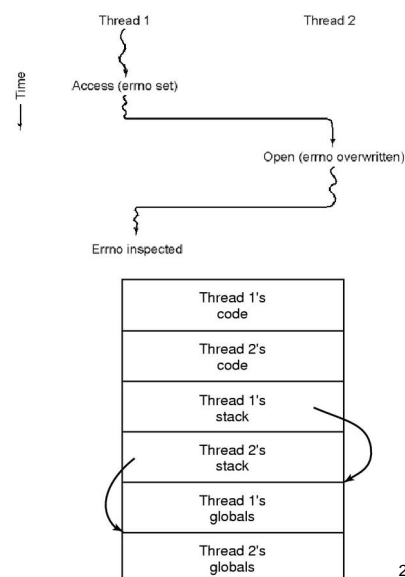 Thread 1
Thread 2
Time
Access (errno set)
Open (errno overwritten)
Errno inspected
Thread 1's
code
Thread 2's
code
Thread 1's
stack
Thread 2's
stack
Thread 1's
globals
Thread 2's
globals
2